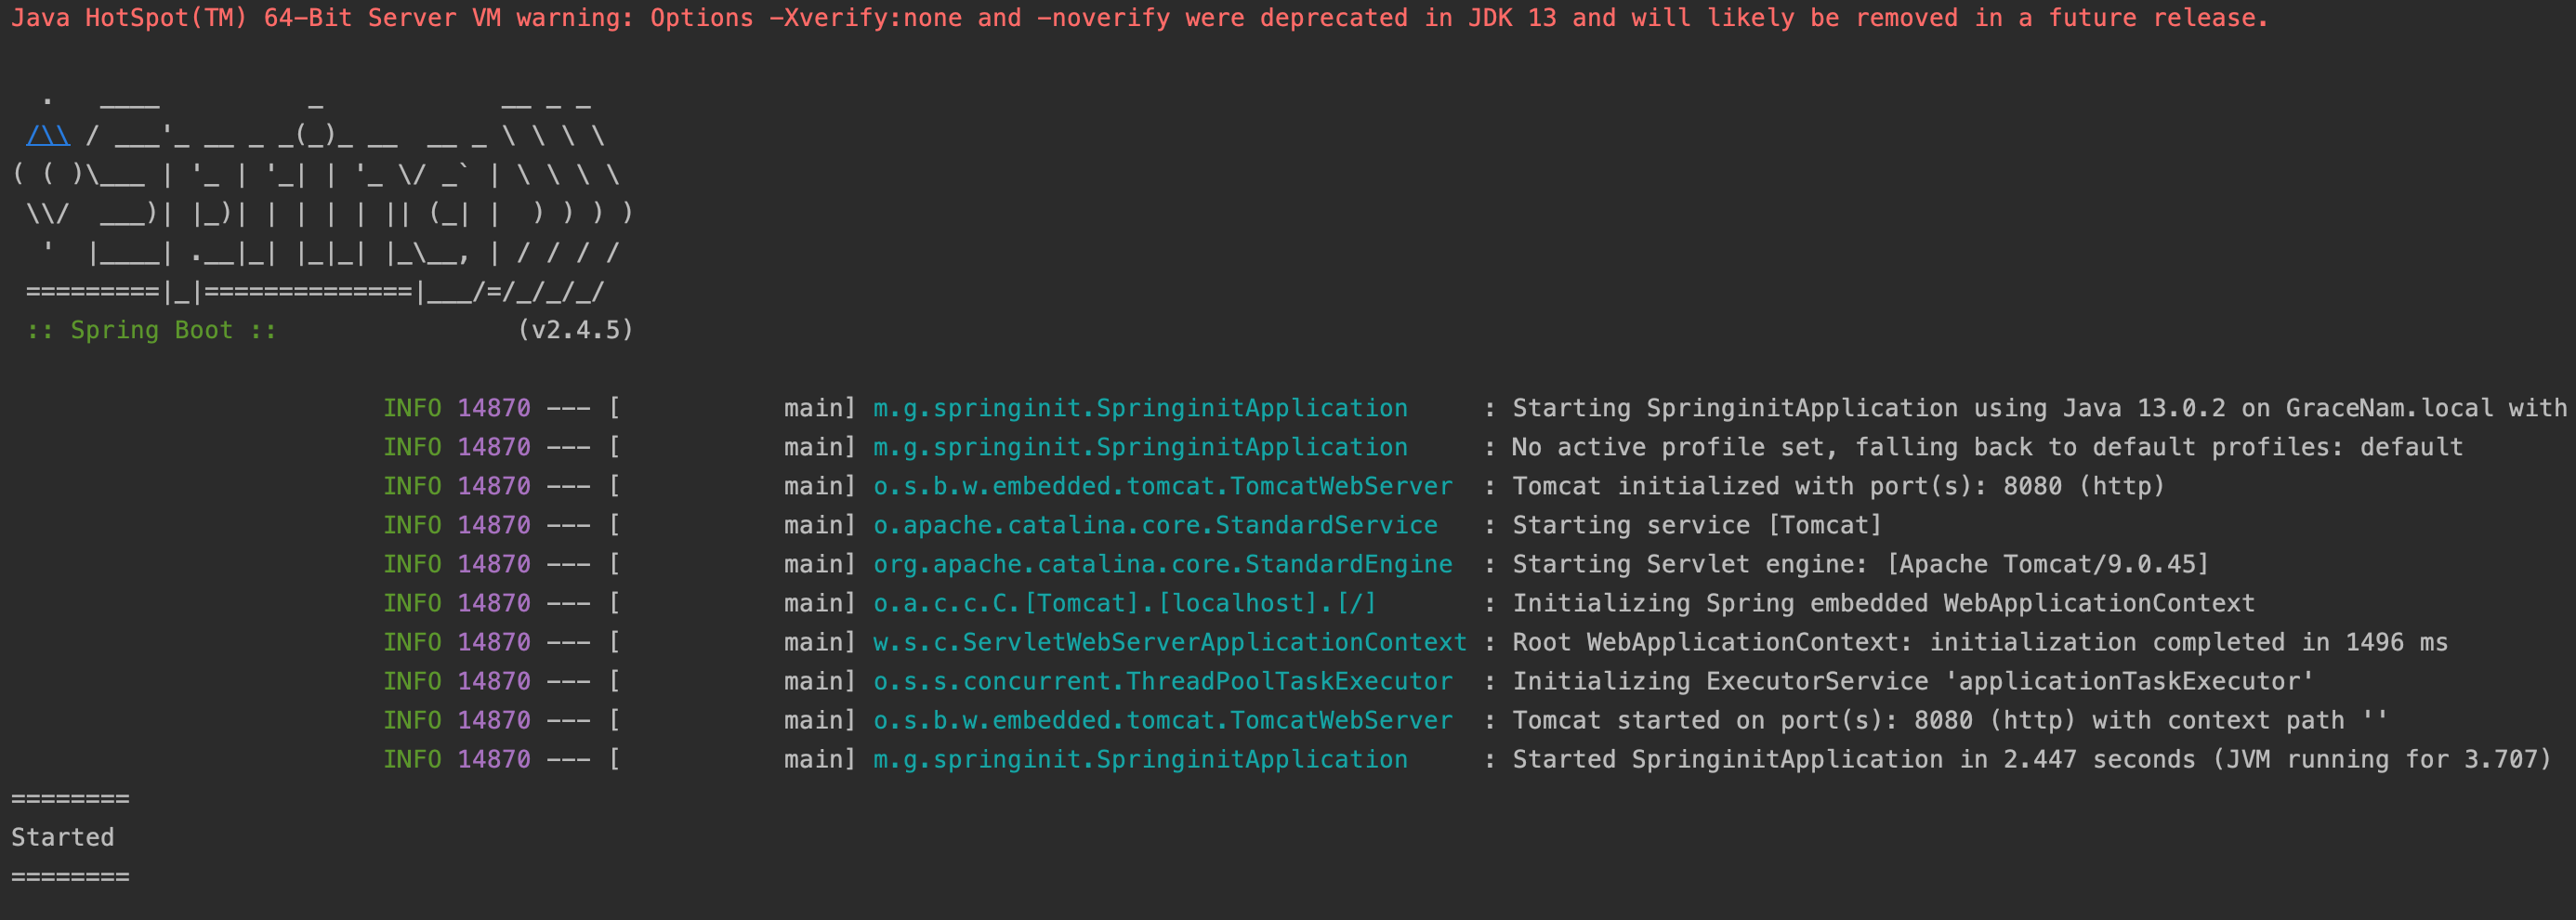 Java HotSpot(TM) 64-Bit Server VM warning: Options -Xverify:none and -noverify were deprecated in JDK 13 and will likely be removed in a future release.

  .   ____          _            __ _ _
 /\\ / ___'_ __ _ _(_)_ __  __ _ \ \ \ \
( ( )\___ | '_ | '_| | '_ \/ _` | \ \ \ \
 \\/  ___)| |_)| | | | | || (_| |  ) ) ) )
  '  |____| .__|_| |_|_| |_\__, | / / / /
 =========|_|==============|___/=/_/_/_/
 :: Spring Boot ::                (v2.4.5)

INFO 14870 --- [           main] m.g.springinit.SpringinitApplication     : Starting SpringinitApplication using Java 13.0.2 on GraceNam.local with
INFO 14870 --- [           main] m.g.springinit.SpringinitApplication     : No active profile set, falling back to default profiles: default
INFO 14870 --- [           main] o.s.b.w.embedded.tomcat.TomcatWebServer  : Tomcat initialized with port(s): 8080 (http)
INFO 14870 --- [           main] o.apache.catalina.core.StandardService   : Starting service [Tomcat]
INFO 14870 --- [           main] org.apache.catalina.core.StandardEngine  : Starting Servlet engine: [Apache Tomcat/9.0.45]
INFO 14870 --- [           main] o.a.c.c.C.[Tomcat].[localhost].[/]       : Initializing Spring embedded WebApplicationContext
INFO 14870 --- [           main] w.s.c.ServletWebServerApplicationContext : Root WebApplicationContext: initialization completed in 1496 ms
INFO 14870 --- [           main] o.s.s.concurrent.ThreadPoolTaskExecutor  : Initializing ExecutorService 'applicationTaskExecutor'
INFO 14870 --- [           main] o.s.b.w.embedded.tomcat.TomcatWebServer  : Tomcat started on port(s): 8080 (http) with context path ''
INFO 14870 --- [           main] m.g.springinit.SpringinitApplication     : Started SpringinitApplication in 2.447 seconds (JVM running for 3.707)
========
Started
========